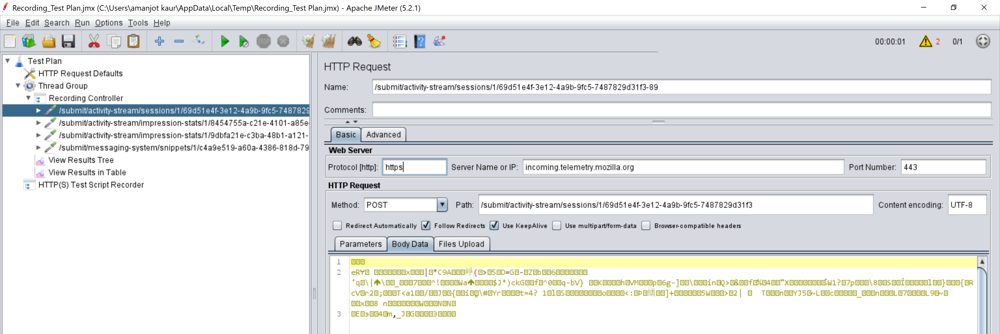 Recording_Test Plan.jmx (C:\Users\amanjot kaur\AppData\Local\Temp\Recording_Test Plan.jmx) - Apache JMeter (5.2.1)
File Edit Search Run Options Tools Help
STOP
00:00:01 2 0/1
Test Plan
HTTP Request Defaults
Thread Group
Recording Controller
/submit/activity-stream/sessions/1/69d51e4f-3e12-4a9b-9fc5-7487829
/submit/activity-stream/impression-stats/1/8454755a-c21e-4101-a85e-
/submit/activity-stream/impression-stats/1/9dbfa21e-c3ba-48b1-a121-
/submit/messaging-system/snippets/1/c4a9e519-a60a-4386-818d-79
View Results Tree
View Results in Table
HTTP(S) Test Script Recorder
HTTP Request
Name: /submit/activity-stream/sessions/1/69d51e4f-3e12-4a9b-9fc5-7487829d31f3-89
Comments:
Basic Advanced
Web Server
Protocol [http]: https Server Name or IP: incoming.telemetry.mozilla.org Port Number: 443
HTTP Request
Method: POST Path: /submit/activity-stream/sessions/1/69d51e4f-3e12-4a9b-9fc5-7487829d31f3 Content encoding: UTF-8
Redirect Automatically Follow Redirects Use KeepAlive Use multipart/form-data Browser-compatible headers
Parameters Body Data Files Upload
1
2
3